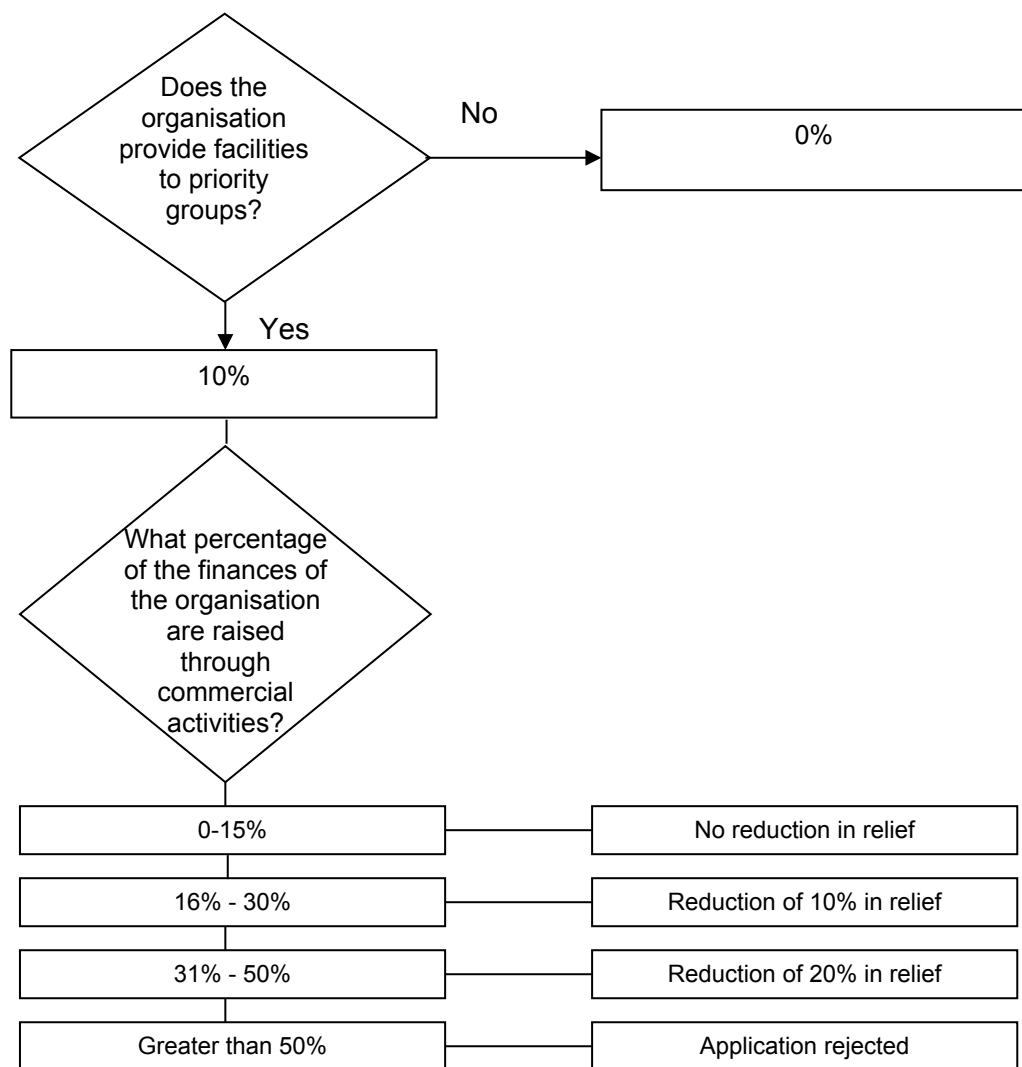 Does the
organisation
provide facilities
to priority
groups?
No
0%
Yes
10%
What percentage
of the finances of
the organisation
are raised
through
commercial
activities?
0-15%
No reduction in relief
16% - 30%
Reduction of 10% in relief
31% - 50%
Reduction of 20% in relief
Greater than 50%
Application rejected